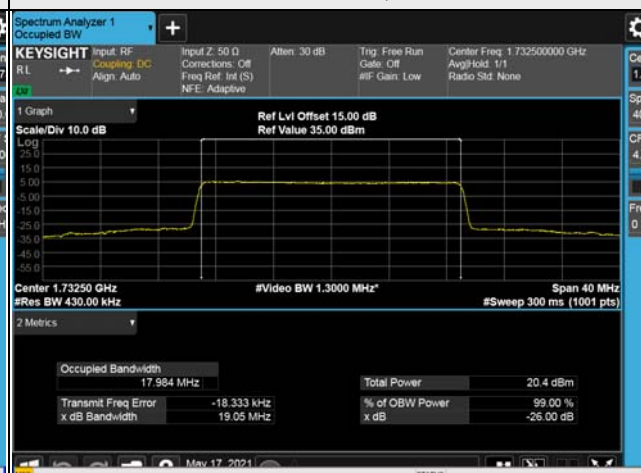 Spectrum Analyzer 1
Occupied BW
KEYSIGHT
RL
Input: RF
Coupling: DC
Align: Auto
Input Z: 50 Ω
Corrections: Off
Freq Ref: Int (S)
NFE: Adaptive
Atten: 30 dB
Trig: Free Run
Gate: Off
#IF Gain: Low
Center Freq: 1.732500000 GHz
Avg|Hold: 1/1
Radio Std: None
1 Graph
Scale/Div 10.0 dB
Ref Lvl Offset 15.00 dB
Ref Value 35.00 dBm
Log
25.0
15.0
5.00
-5.00
-15.0
-25.0
-35.0
-45.0
-55.0
Center 1.73250 GHz
#Res BW 430.00 kHz
#Video BW 1.3000 MHz*
Span 40 MHz
#Sweep 300 ms (1001 pts)
2 Metrics
Occupied Bandwidth
17.984 MHz
Transmit Freq Error -18.333 kHz
x dB Bandwidth 19.05 MHz
Total Power 20.4 dBm
% of OBW Power 99.00 %
x dB -26.00 dB
May 17, 2021